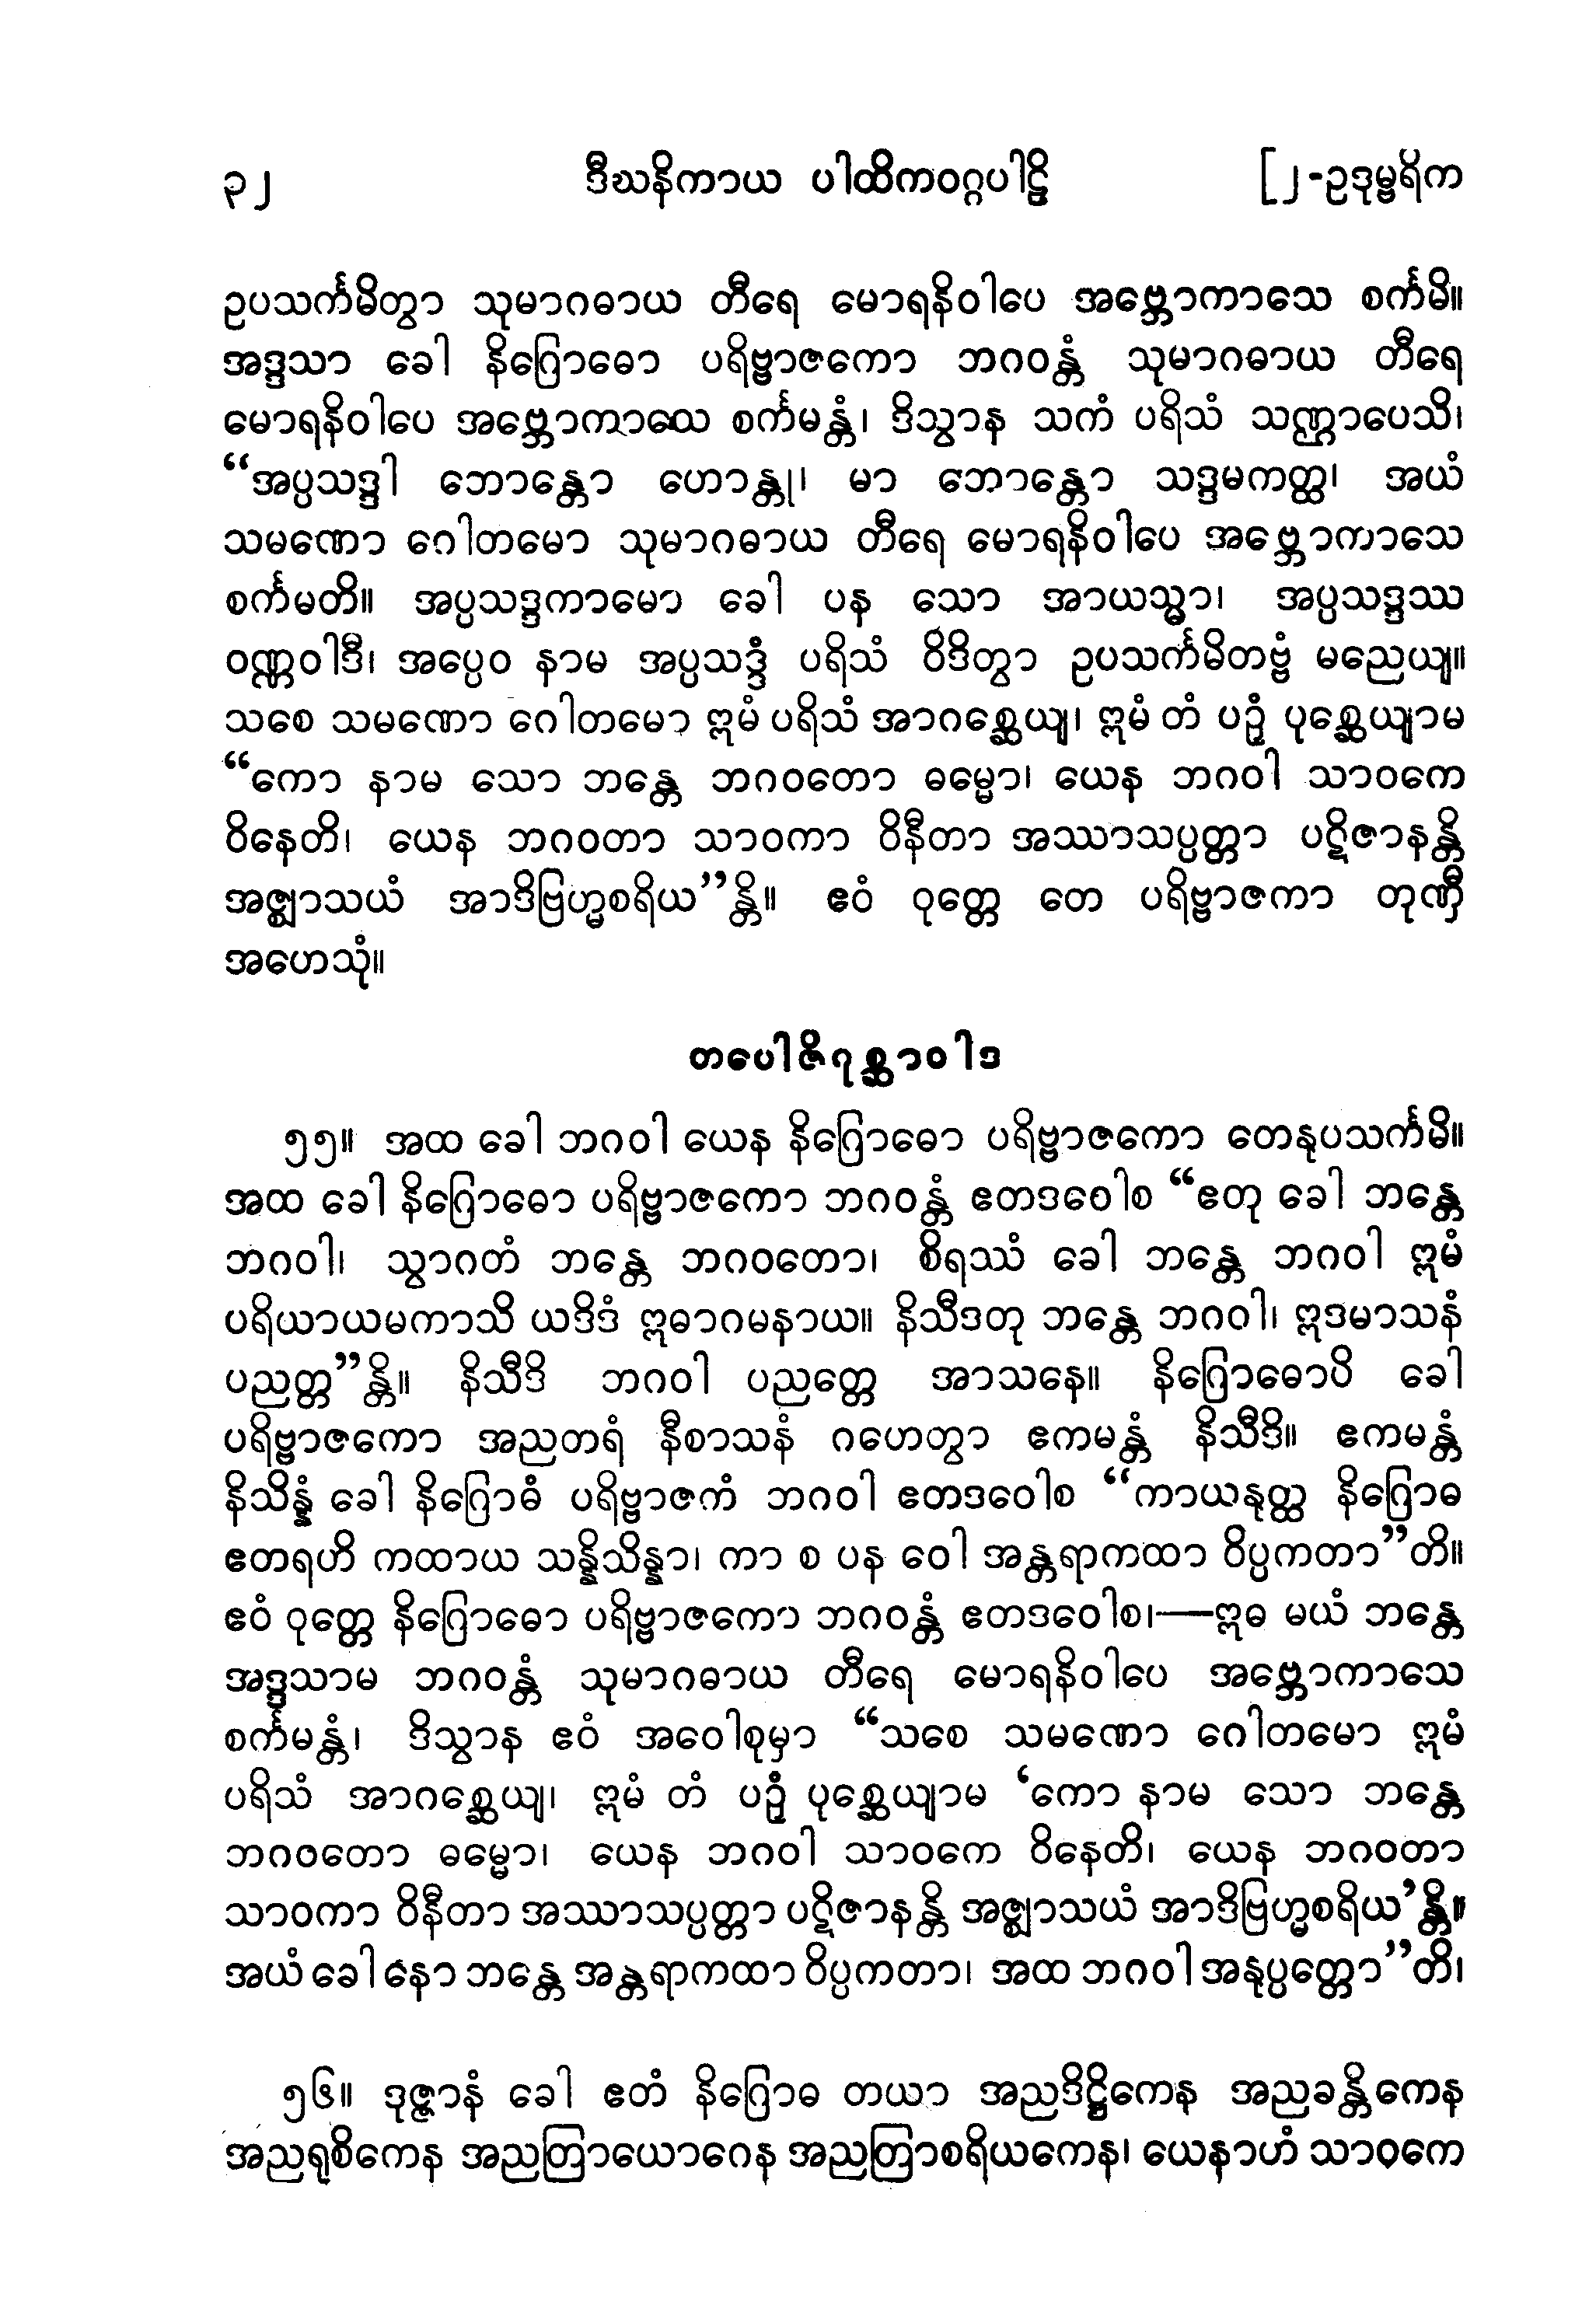 ၃၂ ဒီဃနိကာယ ပါထိကဝဂ္ဂပါဠိ [၂-ဥဒုမ္ဗရိက
ဥပသင်္ကမိတွာ သုမာဂဓာယ တီရေ မောရနိဝါပေ အဗ္ဘောကာသေ စင်္ကမိ။
အဒ္ဒသာ ခေါ နိဂြောဓော ပရိဗ္ဗာဇကော ဘဂဝန္တံ သုမာဂဓာယ တီရေ
မောရနိဝါပေ အဗ္ဘောကာသေ စင်္ကမန္တံ၊ ဒိသွာန သကံ ပရိသံ သဏ္ဌာပေသိ၊
“အပ္ပသဒ္ဒါ ဘောန္တော ဟောန္တု၊ မာ ဘောန္တော သဒ္ဒမကတ္ထ၊ အယံ
သမဏော ဂေါတမော သုမာဂဓာယ တီရေ မောရနိဝါပေ အဗ္ဘောကာသေ
စင်္ကမတိ။ အပ္ပသဒ္ဒကာမော ခေါ ပန သော အာယသ္မာ၊ အပ္ပသဒ္ဒဿ
ဝဏ္ဏဝါဒီ၊ အပ္ပေဝ နာမ အပ္ပသဒ္ဒံ ပရိသံ ဝိဒိတွာ ဥပသင်္ကမိတဗ္ဗံ မညေယျ။
သစေ သမဏော ဂေါတမော ဣမံ ပရိသံ အာဂစ္ဆေယျ၊ ဣမံ တံ ပဉှံ ပုစ္ဆေယျာမ
“ကော နာမ သော ဘန္တေ ဘဂဝတော ဓမ္မော၊ ယေန ဘဂဝါ သာဝကေ
ဝိနေတိ၊ ယေန ဘဂဝတာ သာဝကာ ဝိနီတာ အဿာသပ္ပတ္တာ ပဋိဇာနန္တိ
အဇ္ဈာသယံ အာဒိဗြဟ္မစရိယ”န္တိ။ ဧဝံ ဝုတ္တေ တေ ပရိဗ္ဗာဇကာ တုဏှီ
အဟေသုံ။
တပေါဇိဂုစ္ဆာဝါဒ
၅၅။ အထ ခေါ ဘဂဝါ ယေန နိဂြောဓော ပရိဗ္ဗာဇကော တေနုပသင်္ကမိ။
အထ ခေါ နိဂြောဓော ပရိဗ္ဗာဇကော ဘဂဝန္တံ ဧတဒဝေါစ “ဧတု ခေါ ဘန္တေ
ဘဂဝါ၊ သွာဂတံ ဘန္တေ ဘဂဝတော၊ စိရဿံ ခေါ ဘန္တေ ဘဂဝါ ဣမံ
ပရိယာယမကာသိ ယဒိဒံ ဣဓာဂမနာယ။ နိသီဒတု ဘန္တေ ဘဂဝါ၊ ဣဒမာသနံ
ပညတ္တ”န္တိ။ နိသီဒိ ဘဂဝါ ပညတ္တေ အာသနေ။ နိဂြောဓောပိ ခေါ
ပရိဗ္ဗာဇကော အညတရံ နီစာသနံ ဂဟေတွာ ဧကမန္တံ နိသီဒိ။ ဧကမန္တံ
နိသိန္နံ ခေါ နိဂြောဓံ ပရိဗ္ဗာဇကံ ဘဂဝါ ဧတဒဝေါစ “ကာယနုတ္ထ နိဂြောဓ
ဧတရဟိ ကထာယ သန္နိသိန္နာ၊ ကာ စ ပန ဝေါ အန္တရာကထာ ဝိပ္ပကတာ”တိ။
ဧဝံ ဝုတ္တေ နိဂြောဓော ပရိဗ္ဗာဇကော ဘဂဝန္တံ ဧတဒဝေါစ၊—ဣဓ မယံ ဘန္တေ
အဒ္ဒသာမ ဘဂဝန္တံ သုမာဂဓာယ တီရေ မောရနိဝါပေ အဗ္ဘောကာသေ
စင်္ကမန္တံ၊ ဒိသွာန ဧဝံ အဝေါစုမှာ “သစေ သမဏော ဂေါတမော ဣမံ
ပရိသံ အာဂစ္ဆေယျ၊ ဣမံ တံ ပဉှံ ပုစ္ဆေယျာမ ‘ကော နာမ သော ဘန္တေ
ဘဂဝတော ဓမ္မော၊ ယေန ဘဂဝါ သာဝကေ ဝိနေတိ၊ ယေန ဘဂဝတာ
သာဝကာ ဝိနီတာ အဿာသပ္ပတ္တာ ပဋိဇာနန္တိ အဇ္ဈာသယံ အာဒိဗြဟ္မစရိယ’န္တိ။
အယံ ခေါ နော ဘန္တေ အန္တရာကထာ ဝိပ္ပကတာ၊ အထ ဘဂဝါ အနုပ္ပတ္တော”တိ၊
၅၆။ ဒုဇ္ဇာနံ ခေါ ဧတံ နိဂြောဓ တယာ အညဒိဋ္ဌိကေန အညခန္တိကေန
အညရုစိကေန အညတြာယောဂေန အညတြာစရိယကေန၊ ယေနာဟံ သာဝကေ